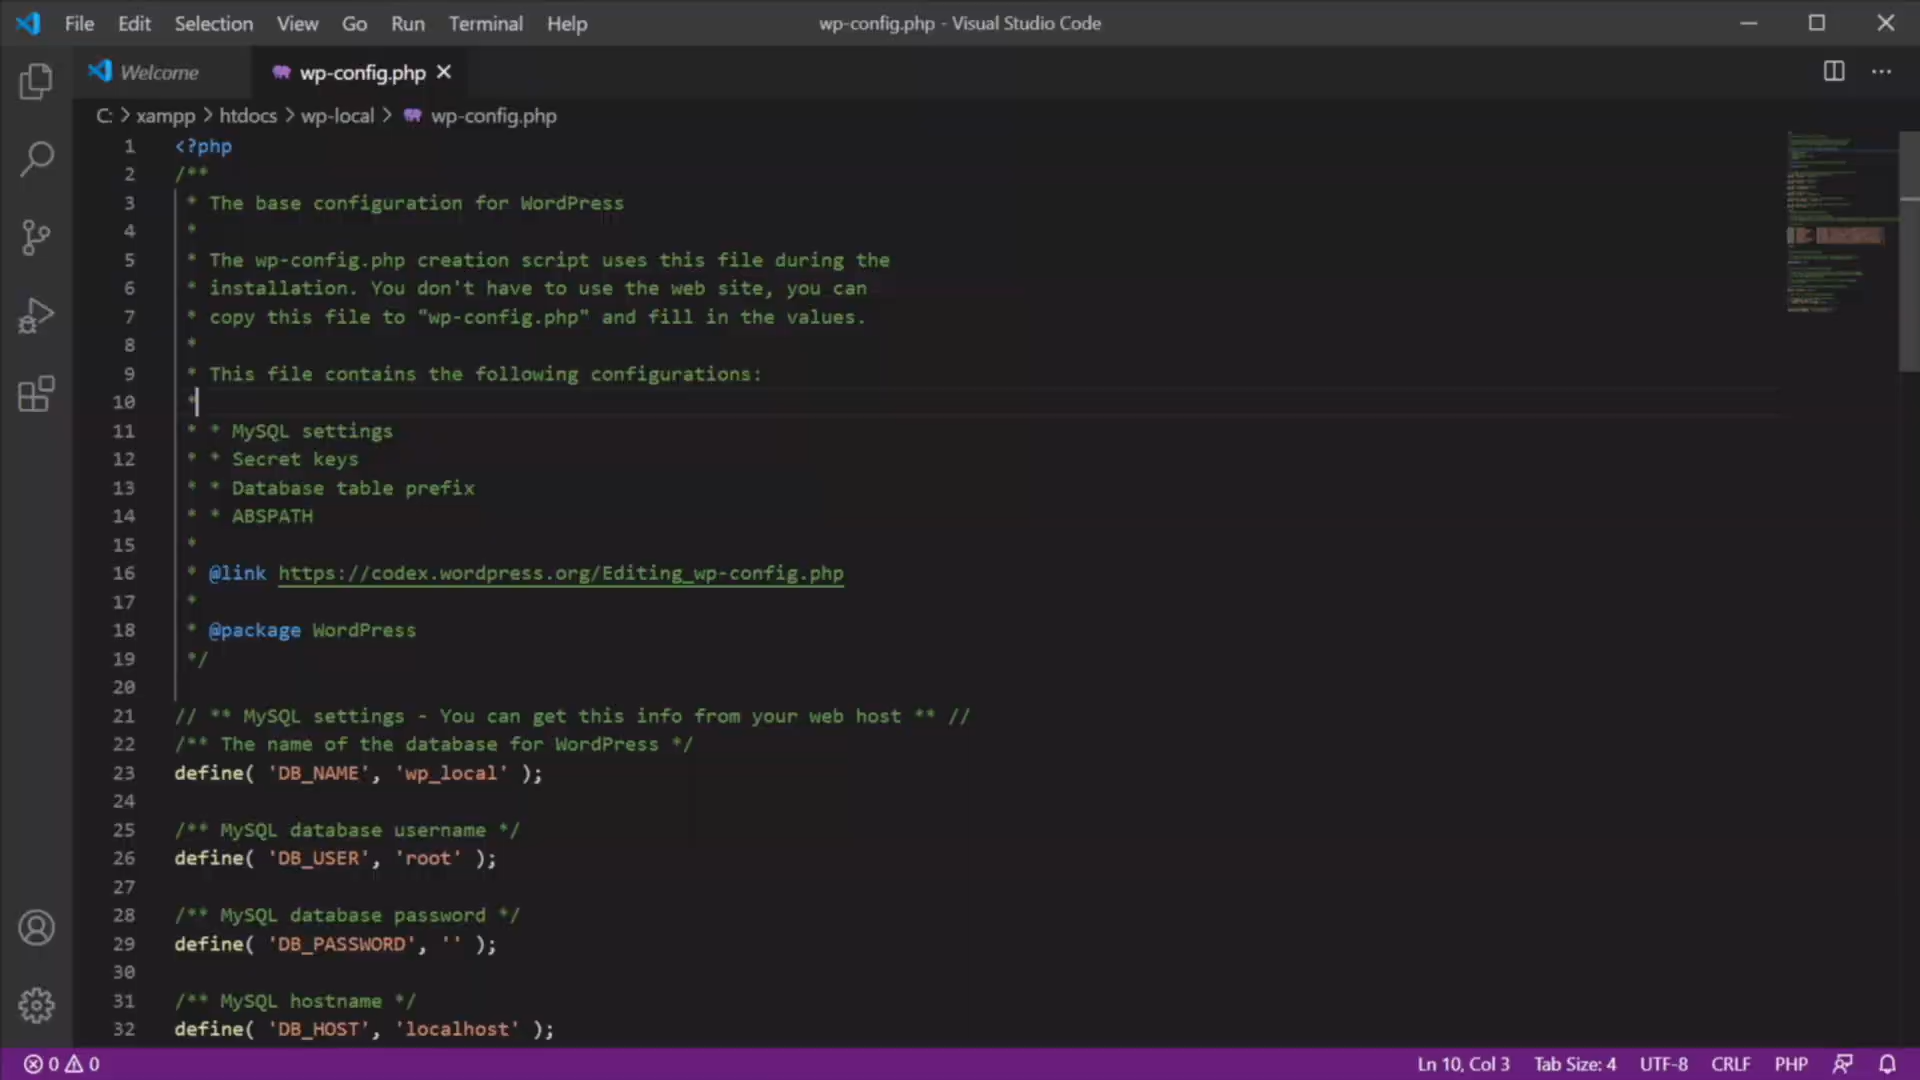 File Edit Selection View Go Run Terminal Help wp-config.php - Visual Studio Code
Welcome wp-config.php
C: > xampp > htdocs > wp-local > wp-config.php
1 <?php
2 /**
3 * The base configuration for WordPress
4 *
5 * The wp-config.php creation script uses this file during the
6 * installation. You don't have to use the web site, you can
7 * copy this file to "wp-config.php" and fill in the values.
8 *
9 * This file contains the following configurations:
10 *
11 * * MySQL settings
12 * * Secret keys
13 * * Database table prefix
14 * * ABSPATH
15 *
16 * @link https://codex.wordpress.org/Editing_wp-config.php
17 *
18 * @package WordPress
19 */
20
21 // ** MySQL settings - You can get this info from your web host ** //
22 /** The name of the database for WordPress */
23 define( 'DB_NAME', 'wp_local' );
24
25 /** MySQL database username */
26 define( 'DB_USER', 'root' );
27
28 /** MySQL database password */
29 define( 'DB_PASSWORD', '' );
30
31 /** MySQL hostname */
32 define( 'DB_HOST', 'localhost' );
0 0 Ln 10, Col 3 Tab Size: 4 UTF-8 CRLF PHP